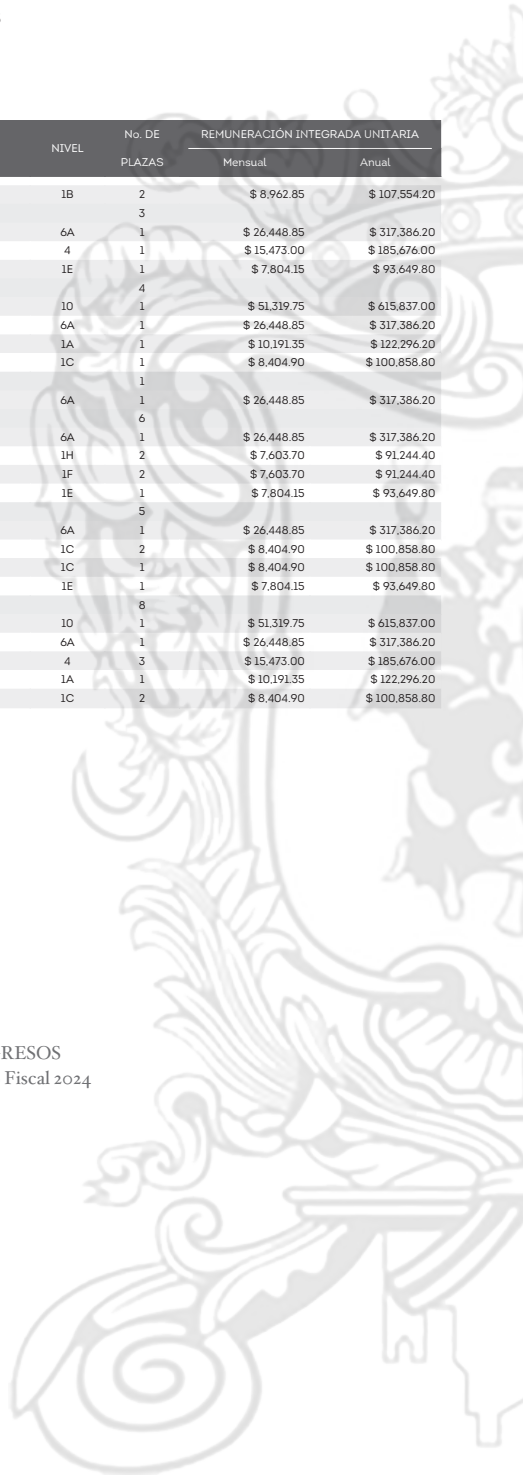 No. DE REMUNERACIÓN INTEGRADA UNITARIA
NIVEL
PLAZAS Mensual Anual
1B 2 $ 8,962.85 $ 107,554.20
3
6A 1 $ 26,448.85 $ 317,386.20
4 1 $ 15,473.00 $ 185,676.00
1E 1 $ 7,804.15 $ 93,649.80
4
10 1 $ 51,319.75 $ 615,837.00
6A 1 $ 26,448.85 $ 317,386.20
1A 1 $ 10,191.35 $ 122,296.20
1C 1 $ 8,404.90 $ 100,858.80
1
6A 1 $ 26,448.85 $ 317,386.20
6
6A 1 $ 26,448.85 $ 317,386.20
1H 2 $ 7,603.70 $ 91,244.40
1F 2 $ 7,603.70 $ 91,244.40
1E 1 $ 7,804.15 $ 93,649.80
5
6A 1 $ 26,448.85 $ 317,386.20
1C 2 $ 8,404.90 $ 100,858.80
1C 1 $ 8,404.90 $ 100,858.80
1E 1 $ 7,804.15 $ 93,649.80
8
10 1 $ 51,319.75 $ 615,837.00
6A 1 $ 26,448.85 $ 317,386.20
4 3 $ 15,473.00 $ 185,676.00
1A 1 $ 10,191.35 $ 122,296.20
1C 2 $ 8,404.90 $ 100,858.80
RESOS
Fiscal 2024